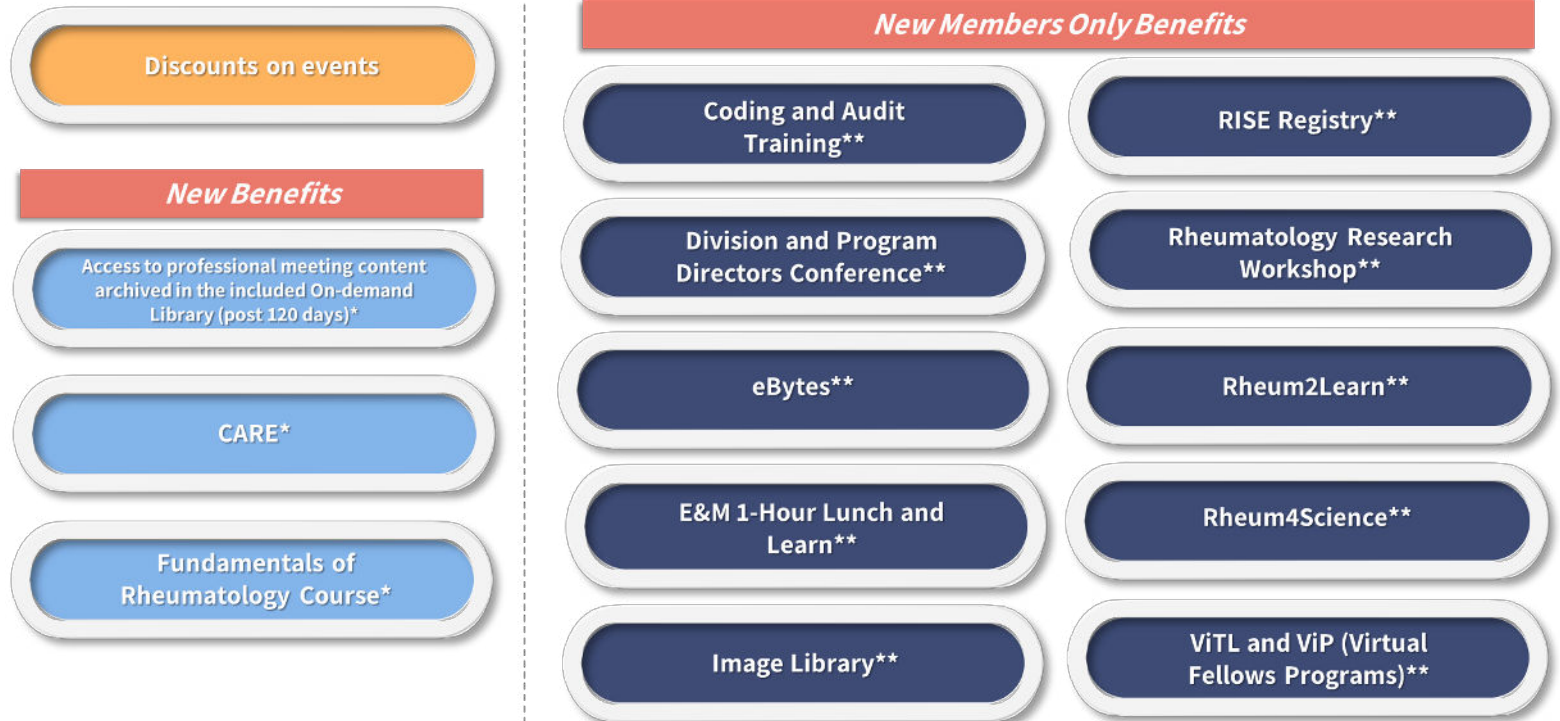 Discounts on events
New Benefits
Access to professional meeting content
archived in the included On-demand
Library (post 120 days)*
CARE*
Fundamentals of
Rheumatology Course*
New Members Only Benefits
Coding and Audit
Training**
RISE Registry**
Division and Program
Directors Conference**
Rheumatology Research
Workshop**
eBytes**
Rheum2Learn**
E&M 1-Hour Lunch and
Learn**
Rheum4Science**
Image Library**
ViTL and ViP (Virtual
Fellows Programs)**